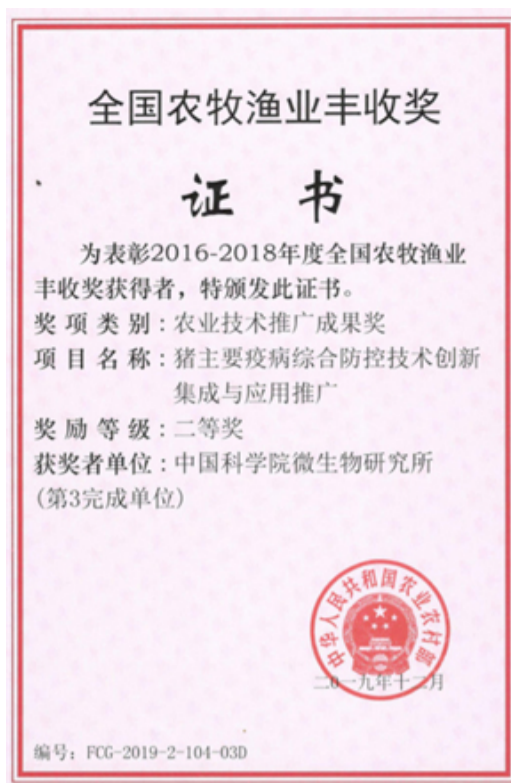 全国农牧渔业丰收奖
证 书
为表彰2016-2018年度全国农牧渔业
丰收奖获得者，特颁发此证书。
奖项类别：农业技术推广成果奖
项目名称：猪主要疫病综合防控技术创新
集成与应用推广
奖励等级：二等奖
获奖者单位：中国科学院微生物研究所
(第3完成单位)
中华人民共和国农业农村部
二〇一九年十二月
编号：FCG-2019-2-104-03D